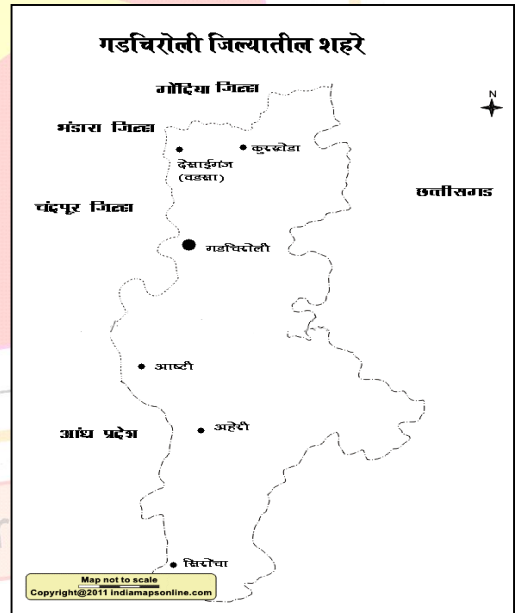 गडचिरोली जिल्यातील शहरे
गोंदिया जिल्हा
N
भंडारा जिल्हा
कुरखेडा
देसाईगंज
(वडसा)
छत्तीसगड
चंद्रपूर जिल्हा
गडचिरोली
आष्टी
आंध्र प्रदेश
अहेरी
सिरोंचा
Map not to scale
Copyright@2011 indiamapsonline.com